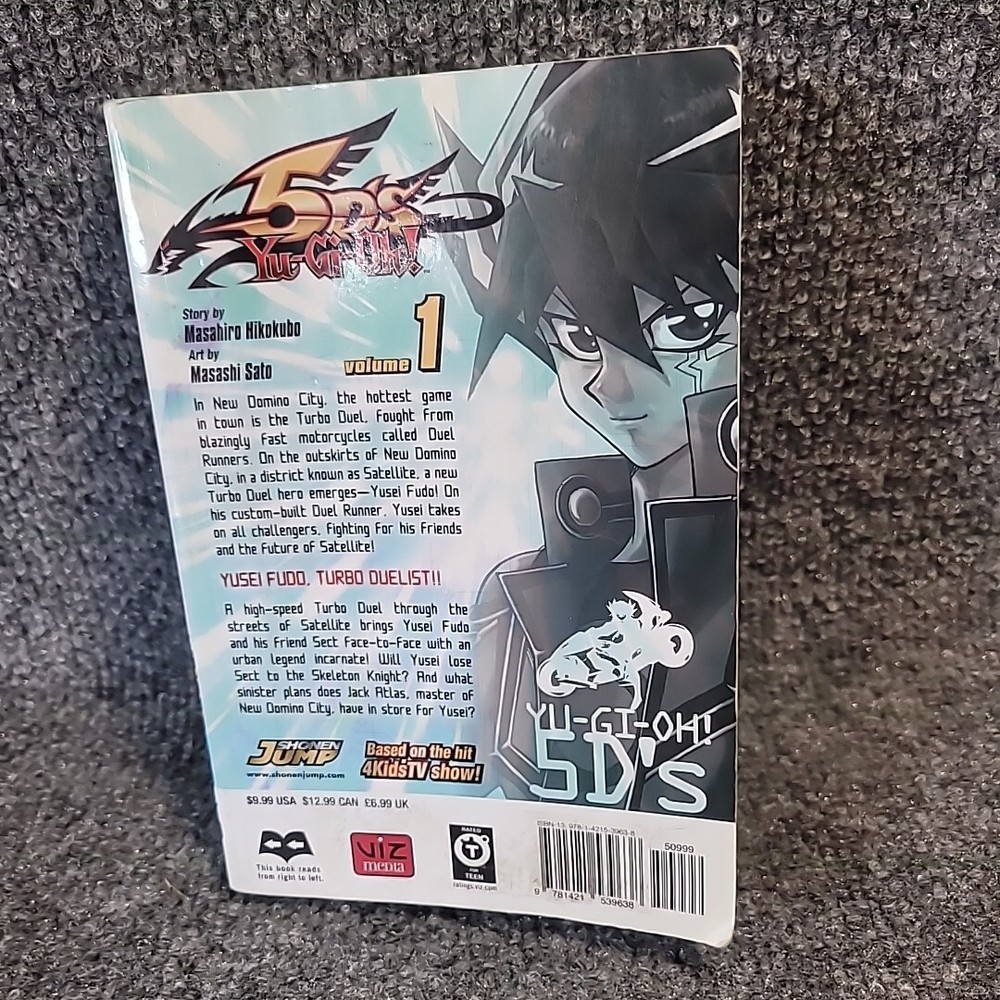 5D's
Yu-Gi-Oh!
Story by
Masahiro Hikokubo
Art by
Masashi Sato
volume 1
In New Domino City, the hottest game
in town is the Turbo Duel, fought from
blazingly fast motorcycles called Duel
Runners. On the outskirts of New Domino
City, in a district known as Satellite, a new
Turbo Duel hero emerges—Yusei Fudo! On
his custom-built Duel Runner, Yusei takes
on all challengers, fighting for his friends
and the future of Satellite!
YUSEI FUDO, TURBO DUELIST!!
A high-speed Turbo Duel through the
streets of Satellite brings Yusei Fudo
and his friend Sect face-to-face with an
urban legend incarnate! Will Yusei lose
Sect to the Skeleton Knight? And what
sinister plans does Jack Atlas, master of
New Domino City, have in store for Yusei?
SHONEN
JUMP
www.shonenjump.com
Based on the hit
4KidsTV show!
YU-GI-OH!
5D's
$9.99 USA $12.99 CAN £6.99 UK
This book reads
from right to left.
VIZ
media
RATED
T
FOR
TEEN
ratings.viz.com
ISBN-13: 978-1-4215-3963-8
50999
9 781421 539638